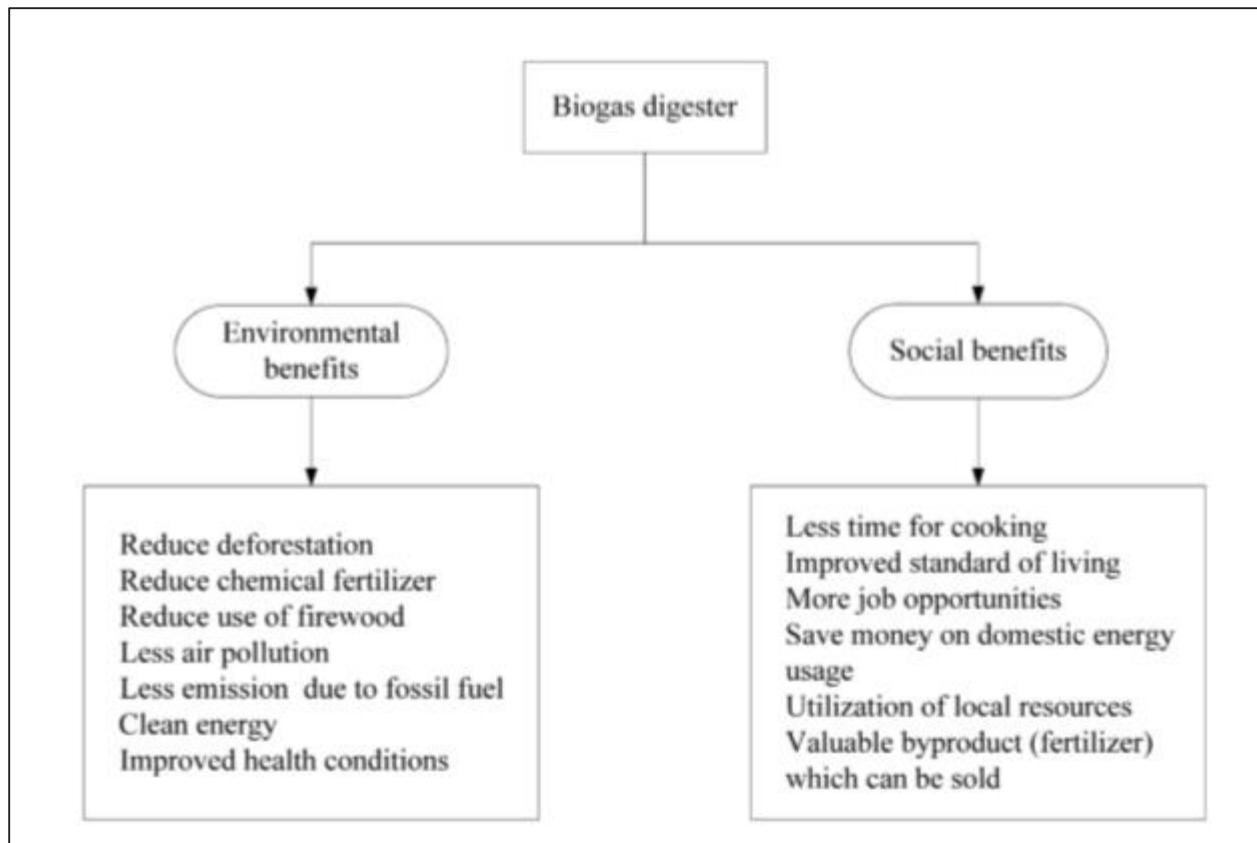 Biogas digester
Environmental
benefits
Social benefits
Reduce deforestation
Reduce chemical fertilizer
Reduce use of firewood
Less air pollution
Less emission due to fossil fuel
Clean energy
Improved health conditions
Less time for cooking
Improved standard of living
More job opportunities
Save money on domestic energy
usage
Utilization of local resources
Valuable byproduct (fertilizer)
which can be sold